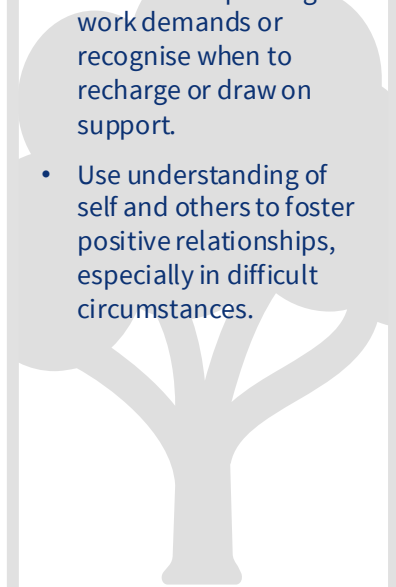 work demands or
recognise when to
recharge or draw on
support.
• Use understanding of
self and others to foster
positive relationships,
especially in difficult
circumstances.